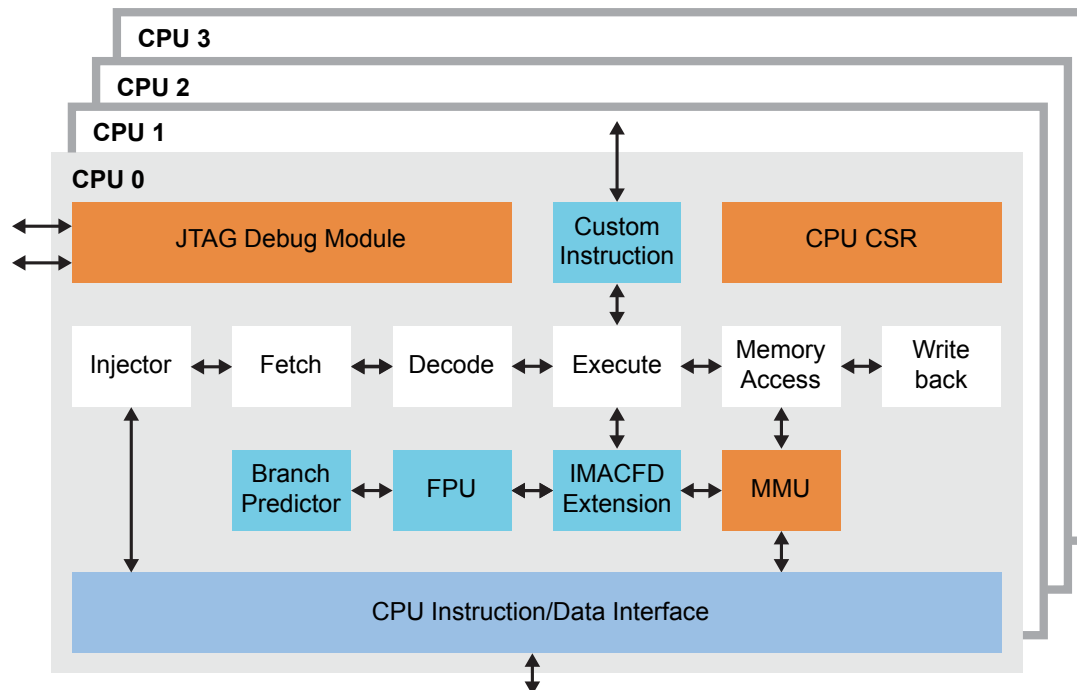 CPU 3
CPU 2
CPU 1
CPU 0
JTAG Debug Module
Custom
Instruction
CPU CSR
Injector
Fetch
Decode
Execute
Memory
Access
Write
back
Branch
Predictor
FPU
IMACFD
Extension
MMU
CPU Instruction/Data Interface